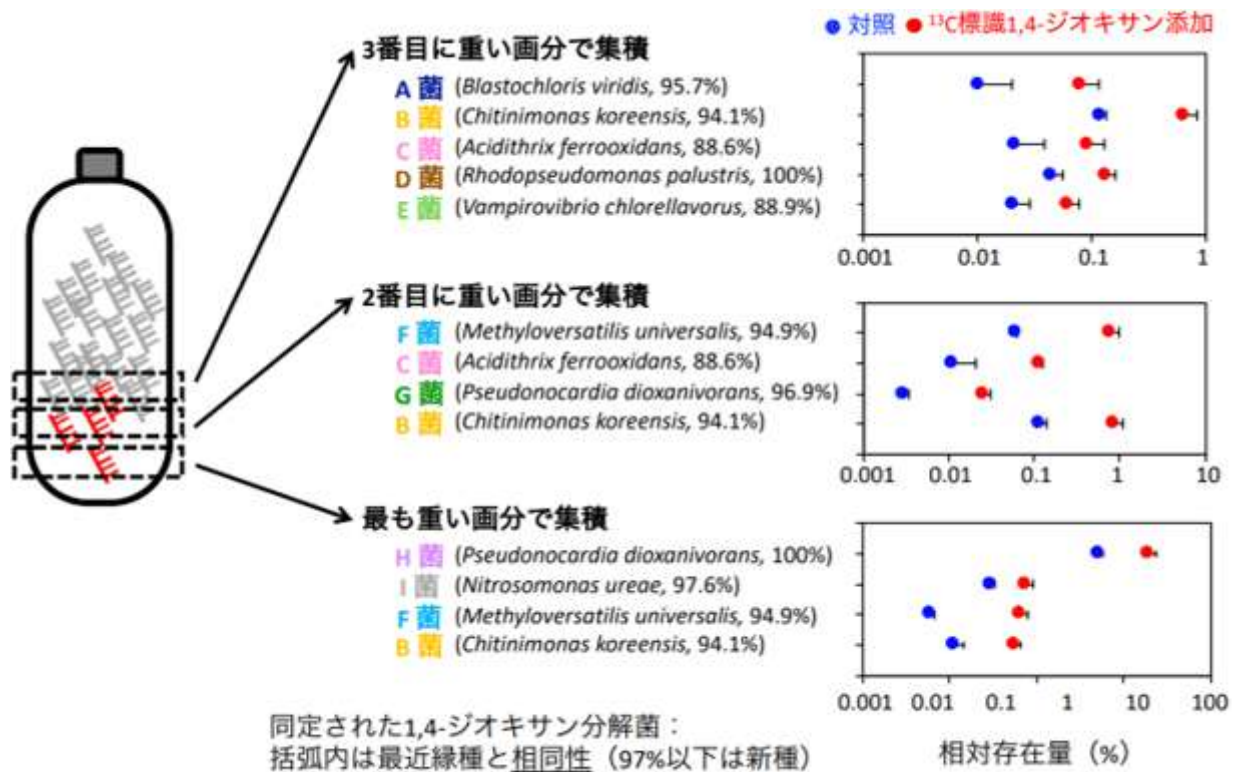 ● 対照 ● ¹³C標識1,4-ジオキサン添加
3番目に重い画分で集積
A 菌 (Blastochloris viridis, 95.7%)
B 菌 (Chitinimonas koreensis, 94.1%)
C 菌 (Acidithrix ferrooxidans, 88.6%)
D 菌 (Rhodopseudomonas palustris, 100%)
E 菌 (Vampirovibrio chlorellavorus, 88.9%)
0.001 0.01 0.1 1
2番目に重い画分で集積
F 菌 (Methyloversatilis universalis, 94.9%)
C 菌 (Acidithrix ferrooxidans, 88.6%)
G 菌 (Pseudonocardia dioxanivorans, 96.9%)
B 菌 (Chitinimonas koreensis, 94.1%)
0.001 0.01 0.1 1 10
最も重い画分で集積
H 菌 (Pseudonocardia dioxanivorans, 100%)
I 菌 (Nitrosomonas ureae, 97.6%)
F 菌 (Methyloversatilis universalis, 94.9%)
B 菌 (Chitinimonas koreensis, 94.1%)
0.001 0.01 0.1 1 10 100
相対存在量（%）
同定された1,4-ジオキサン分解菌：
括弧内は最近縁種と相同性（97%以下は新種）